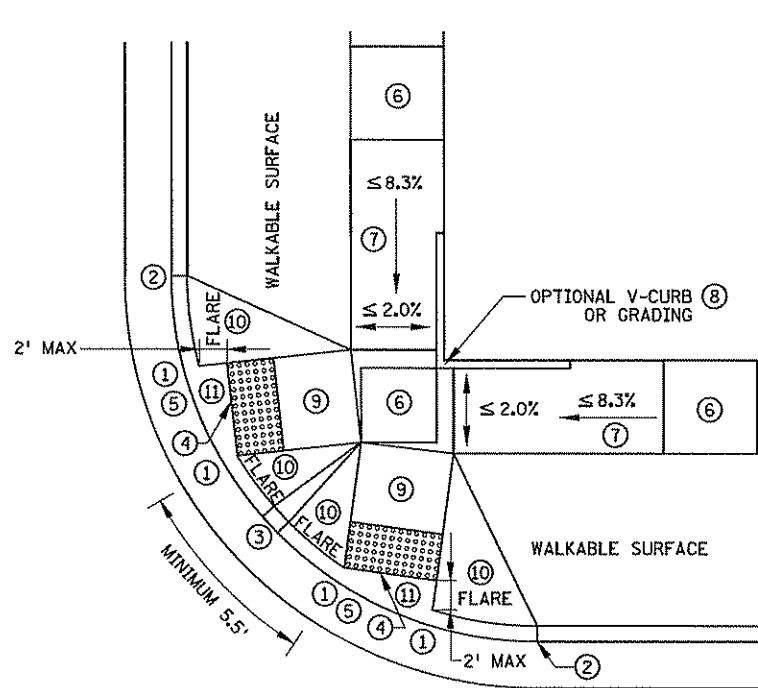 ⑥
WALKABLE SURFACE
≤8.3%
⑦
②
FLARE
⑩
≤2.0%
OPTIONAL V-CURB ⑧
OR GRADING
2' MAX
①
⑤
⑪
④
①
⑨
⑥
≤2.0%
≤8.3%
⑦
⑥
⑩
FLARE
③
⑩
FLARE
⑨
MINIMUM 5.5'
WALKABLE SURFACE
⑩
FLARE
①
⑤
④
⑪
①
2' MAX
②